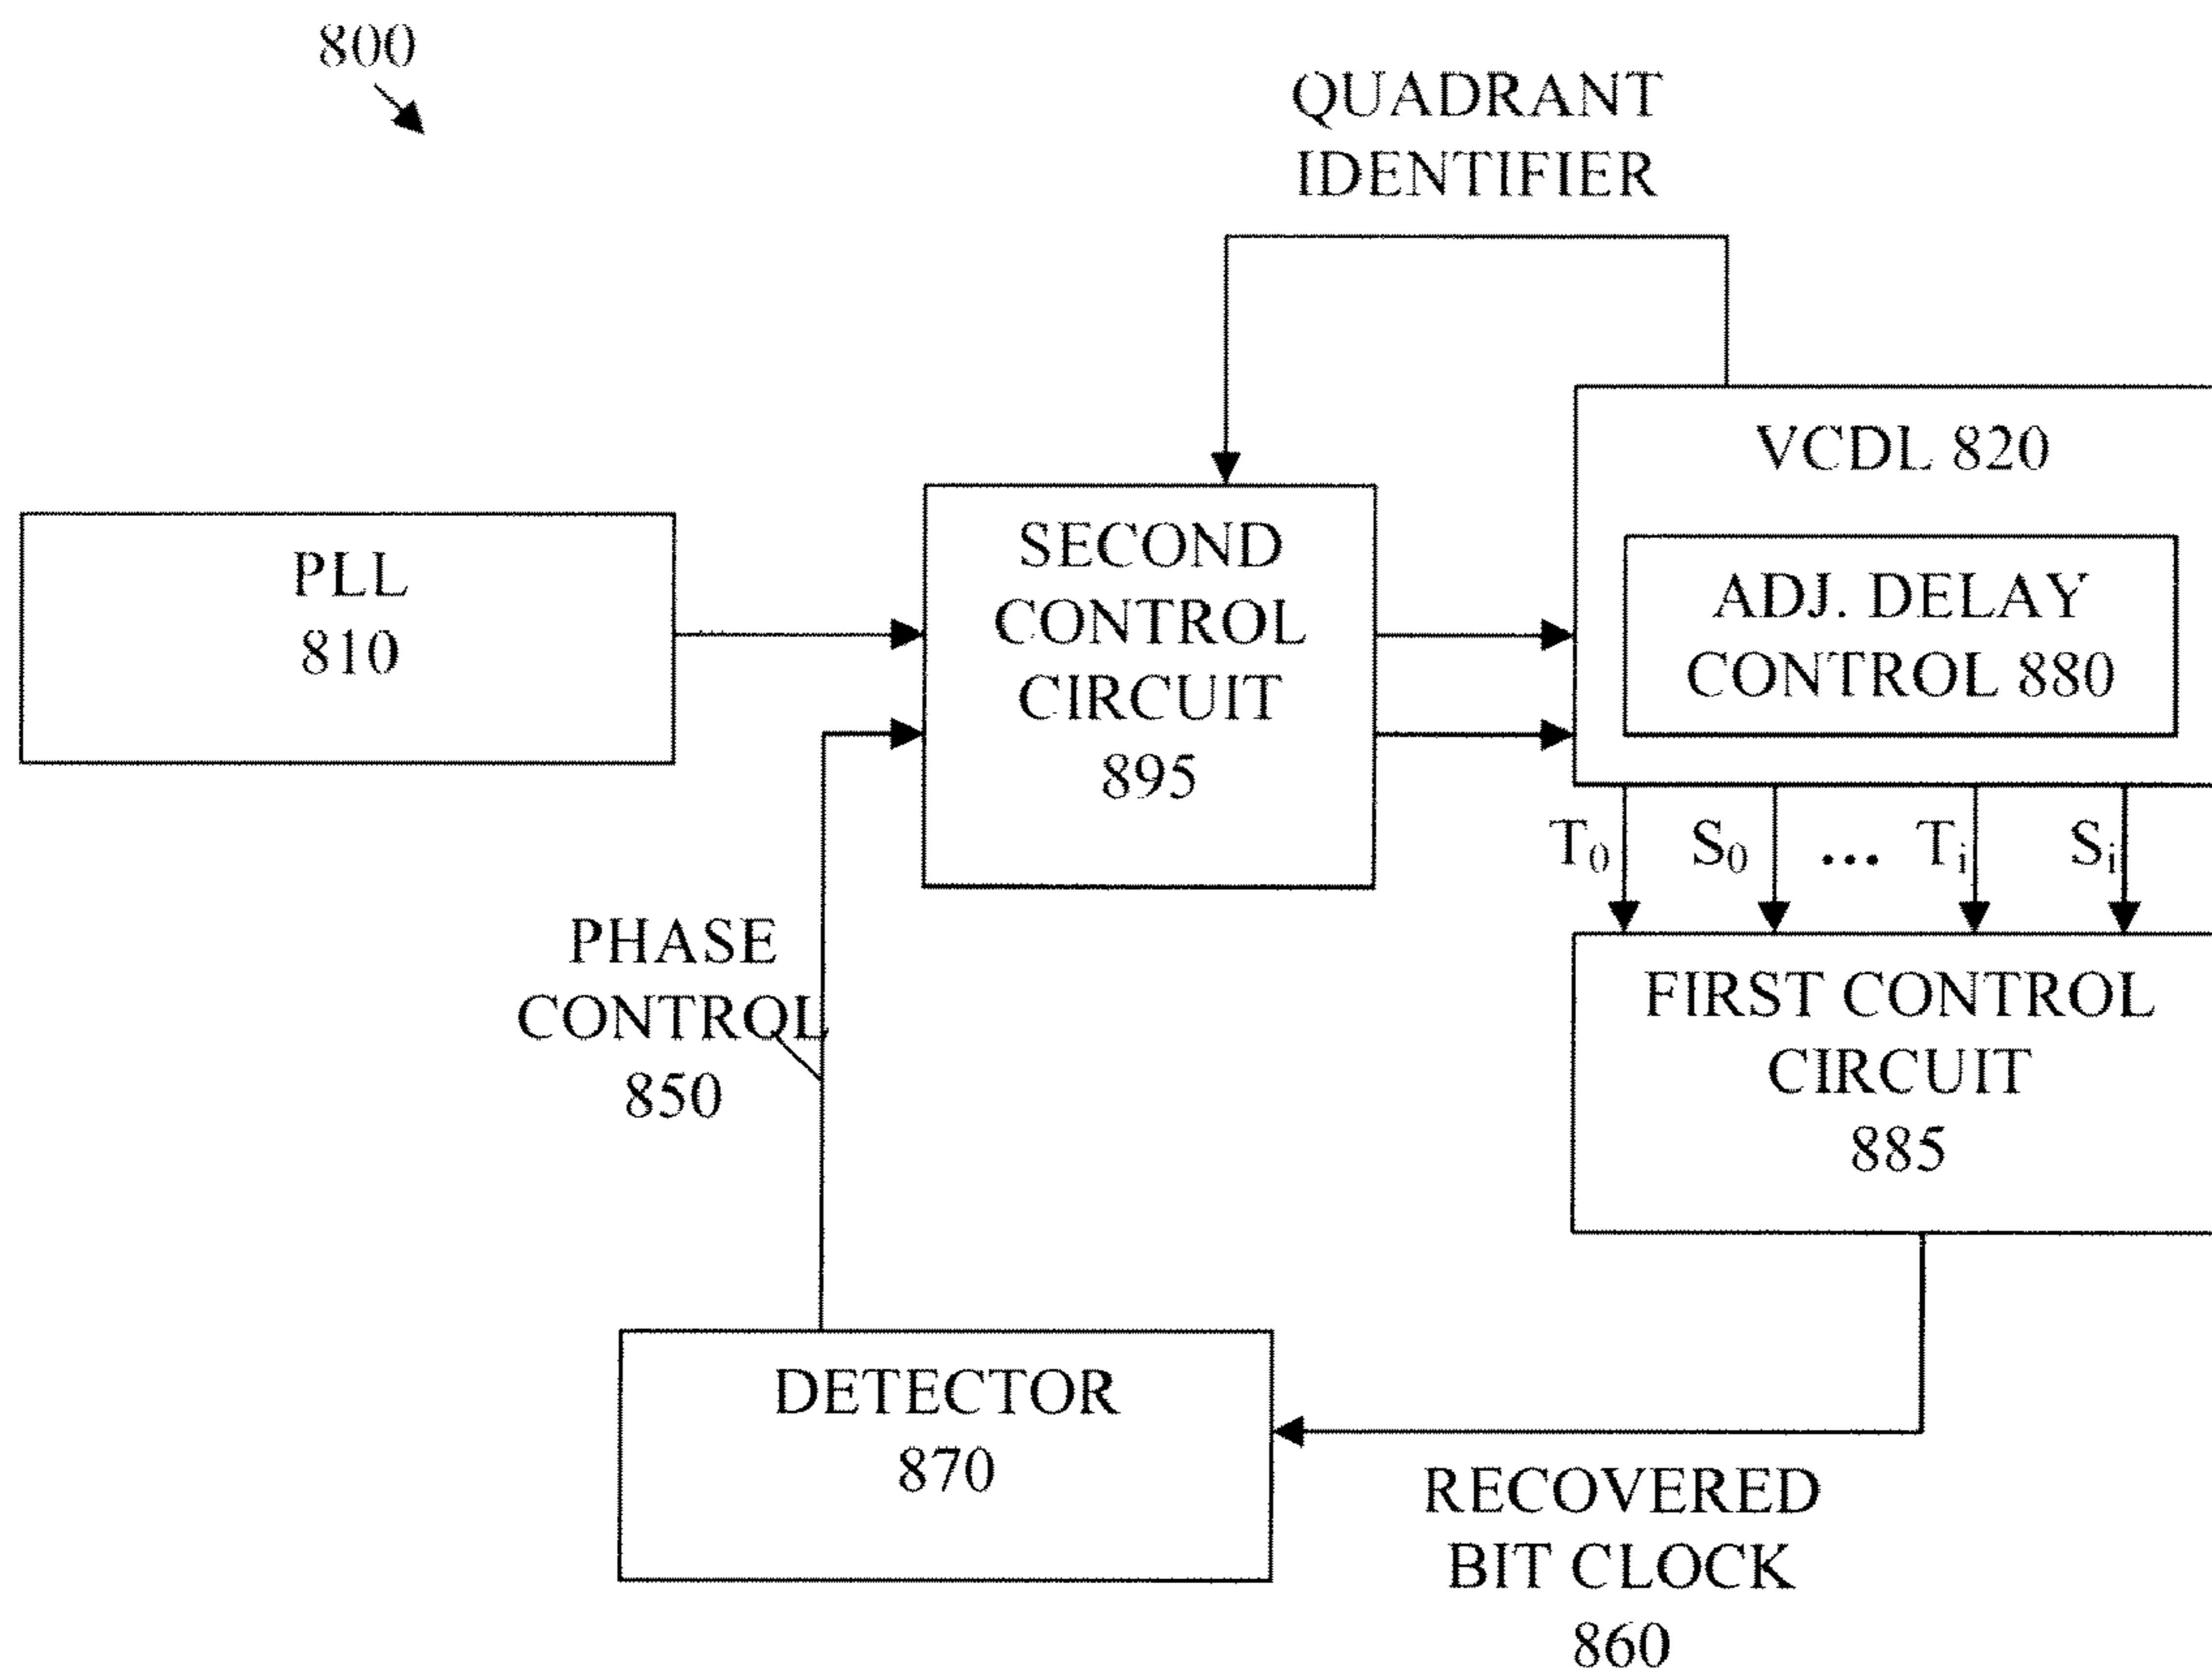 800
QUADRANT
IDENTIFIER
VCDL 820
ADJ. DELAY
CONTROL 880
PLL
810
SECOND
CONTROL
CIRCUIT
895
T₀ S₀ ... Tᵢ Sᵢ
PHASE
CONTROL
850
FIRST CONTROL
CIRCUIT
885
DETECTOR
870
RECOVERED
BIT CLOCK
860